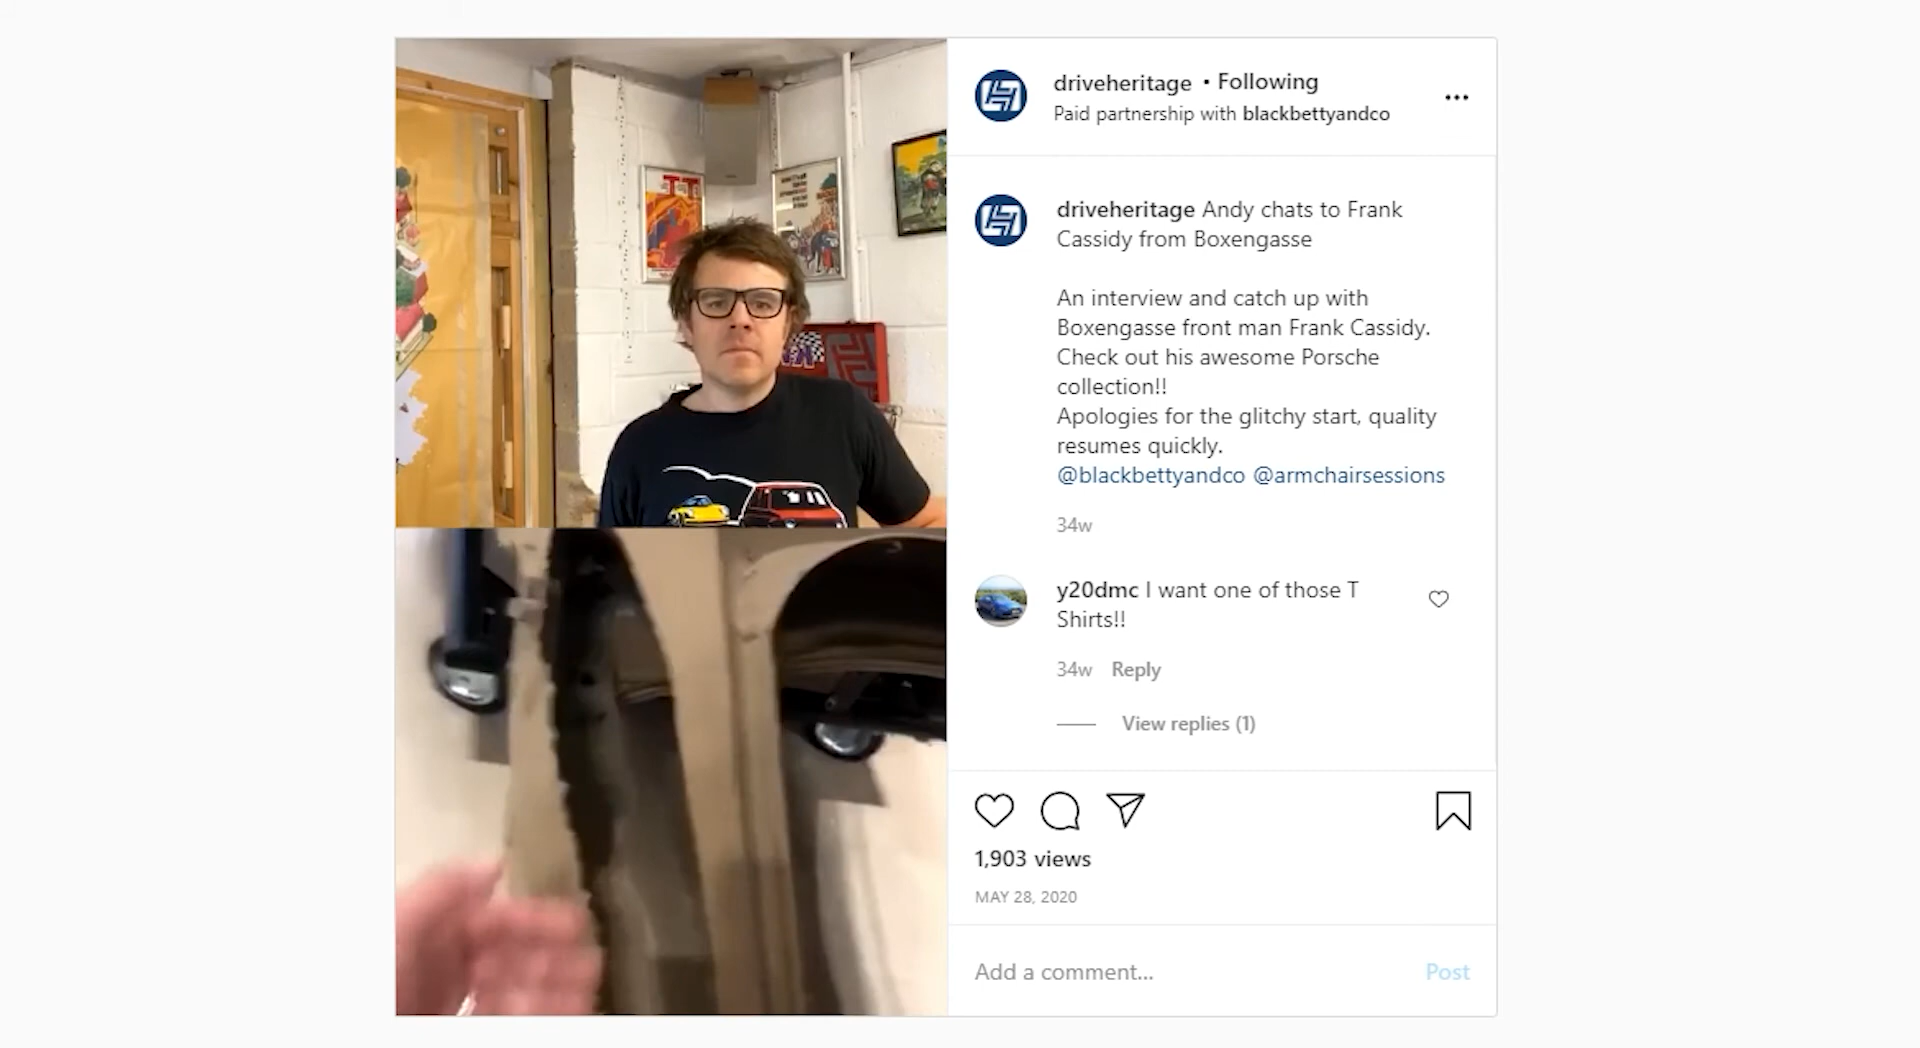 TT
driveheritage • Following
Paid partnership with blackbettyandco
driveheritage Andy chats to Frank
Cassidy from Boxengasse
An interview and catch up with
Boxengasse front man Frank Cassidy.
Check out his awesome Porsche
collection!!
Apologies for the glitchy start, quality
resumes quickly.
@blackbettyandco @armchairsessions
34w
y20dmc I want one of those T
Shirts!!
34w Reply
View replies (1)
1,903 views
MAY 28, 2020
Add a comment...
Post